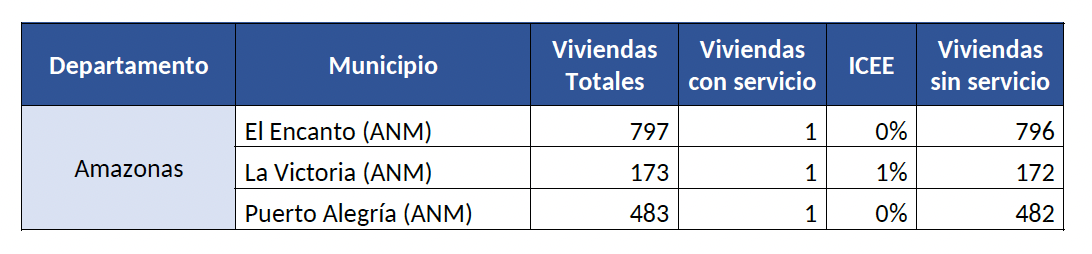 Departamento Municipio Viviendas Totales Viviendas con servicio ICEE Viviendas sin servicio
Amazonas
El Encanto (ANM) 797 1 0% 796
La Victoria (ANM) 173 1 1% 172
Puerto Alegría (ANM) 483 1 0% 482